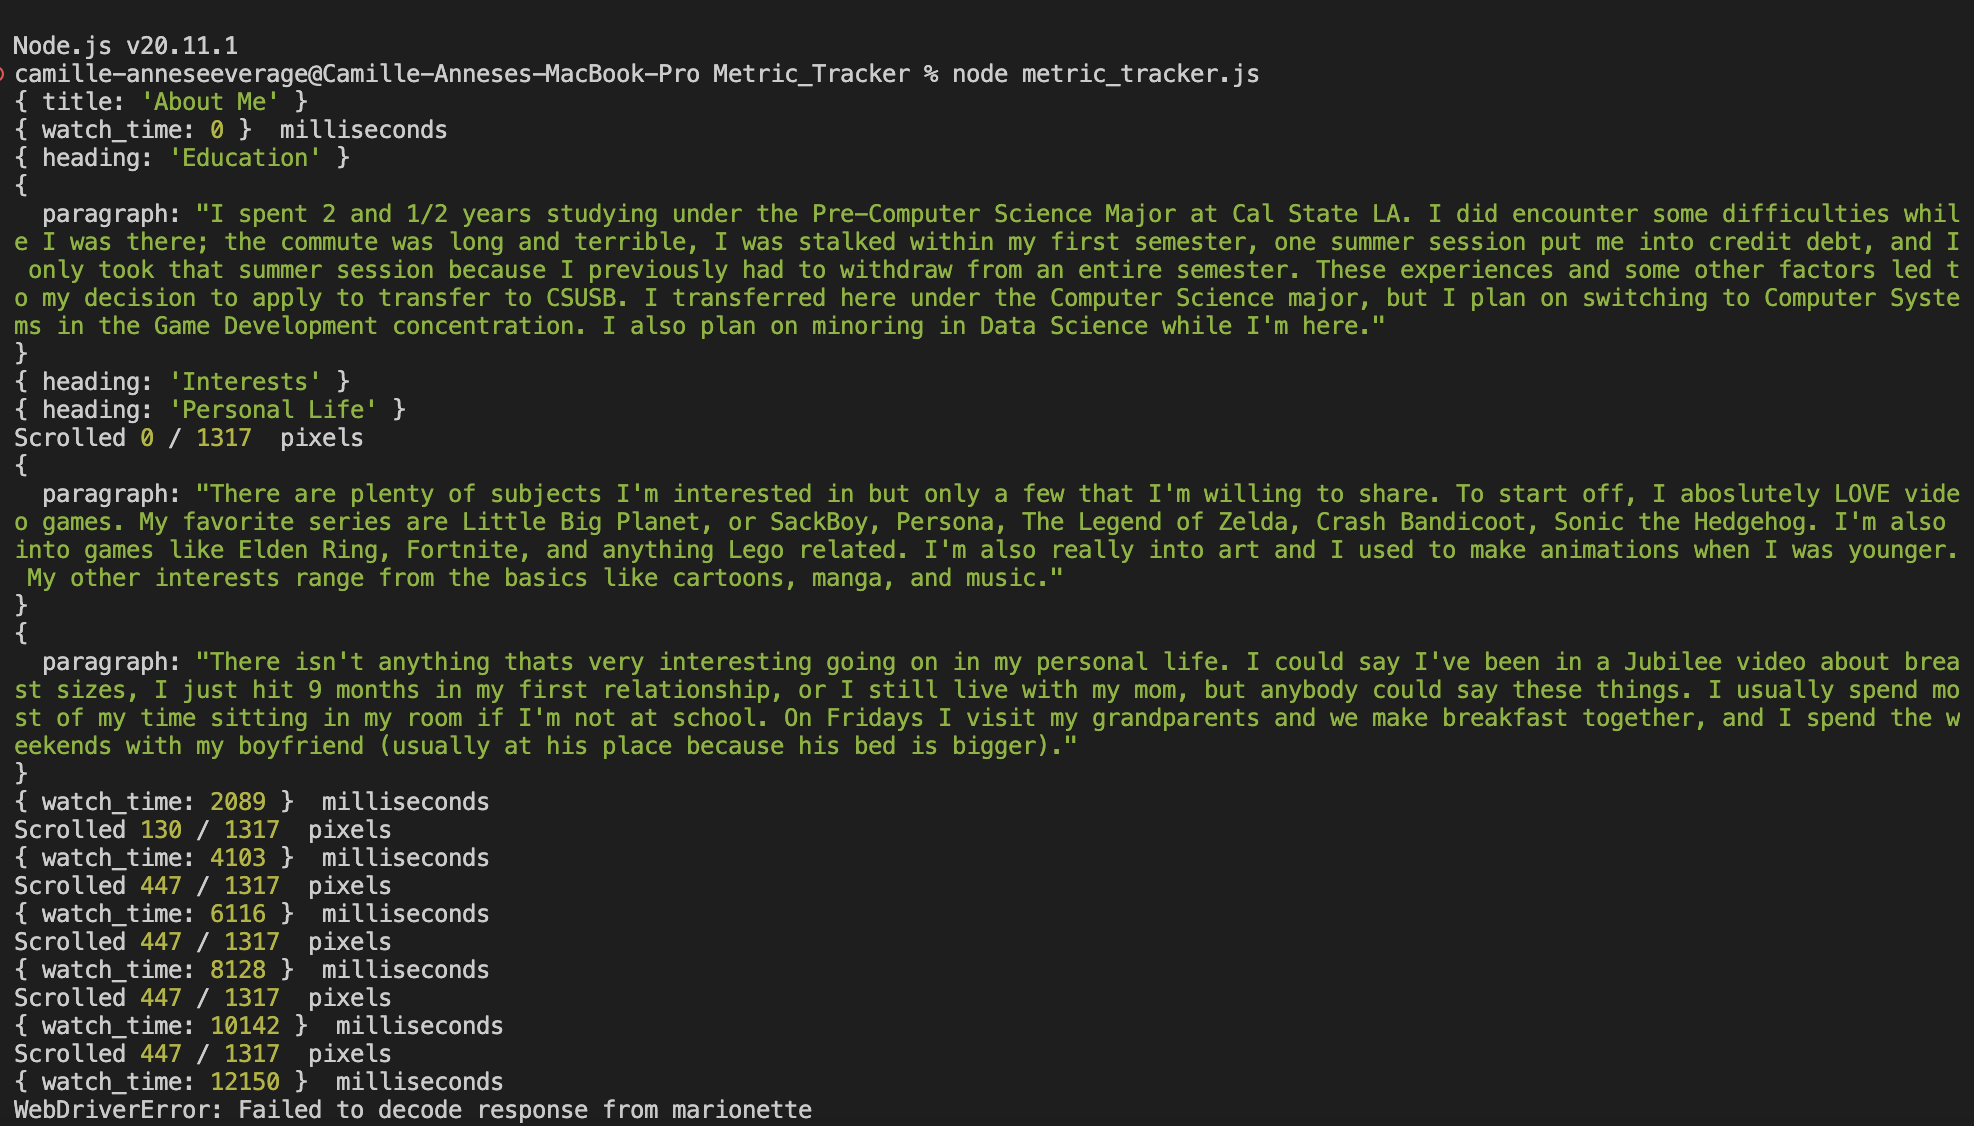 Node.js v20.11.1
camille-anneseeverage@Camille-Anneses-MacBook-Pro Metric_Tracker % node metric_tracker.js
{ title: 'About Me' }
{ watch_time: 0 }  milliseconds
{ heading: 'Education' }
{
  paragraph: "I spent 2 and 1/2 years studying under the Pre-Computer Science Major at Cal State LA. I did encounter some difficulties whil
e I was there; the commute was long and terrible, I was stalked within my first semester, one summer session put me into credit debt, and I
 only took that summer session because I previously had to withdraw from an entire semester. These experiences and some other factors led t
o my decision to apply to transfer to CSUSB. I transferred here under the Computer Science major, but I plan on switching to Computer Syste
ms in the Game Development concentration. I also plan on minoring in Data Science while I'm here."
}
{ heading: 'Interests' }
{ heading: 'Personal Life' }
Scrolled 0 / 1317  pixels
{
  paragraph: "There are plenty of subjects I'm interested in but only a few that I'm willing to share. To start off, I aboslutely LOVE vide
o games. My favorite series are Little Big Planet, or SackBoy, Persona, The Legend of Zelda, Crash Bandicoot, Sonic the Hedgehog. I'm also
into games like Elden Ring, Fortnite, and anything Lego related. I'm also really into art and I used to make animations when I was younger.
 My other interests range from the basics like cartoons, manga, and music."
}
{
  paragraph: "There isn't anything thats very interesting going on in my personal life. I could say I've been in a Jubilee video about brea
st sizes, I just hit 9 months in my first relationship, or I still live with my mom, but anybody could say these things. I usually spend mo
st of my time sitting in my room if I'm not at school. On Fridays I visit my grandparents and we make breakfast together, and I spend the w
eekends with my boyfriend (usually at his place because his bed is bigger)."
}
{ watch_time: 2089 }  milliseconds
Scrolled 130 / 1317  pixels
{ watch_time: 4103 }  milliseconds
Scrolled 447 / 1317  pixels
{ watch_time: 6116 }  milliseconds
Scrolled 447 / 1317  pixels
{ watch_time: 8128 }  milliseconds
Scrolled 447 / 1317  pixels
{ watch_time: 10142 }  milliseconds
Scrolled 447 / 1317  pixels
{ watch_time: 12150 }  milliseconds
WebDriverError: Failed to decode response from marionette